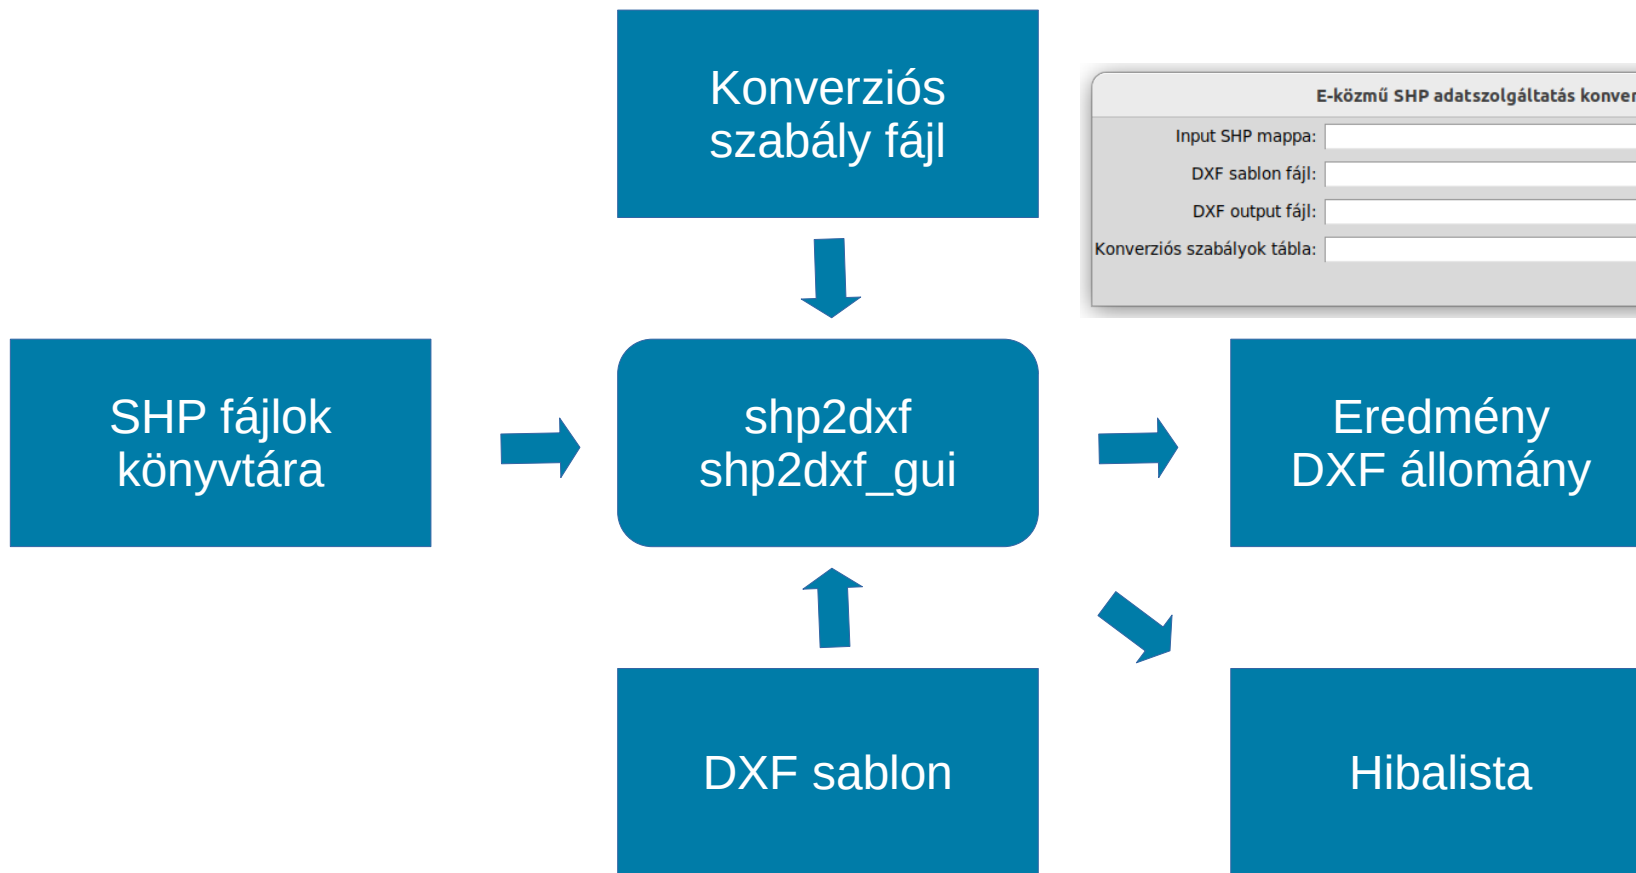 Konverziós
szabály fájl
E-közmű SHP adatszolgáltatás
Input SHP mappa:
DXF sablon fájl:
DXF output fájl:
Konverziós szabályok tábla:
SHP fájlok
könyvtára
shp2dxf
shp2dxf_gui
Eredmény
DXF állomány
DXF sablon
Hibalista